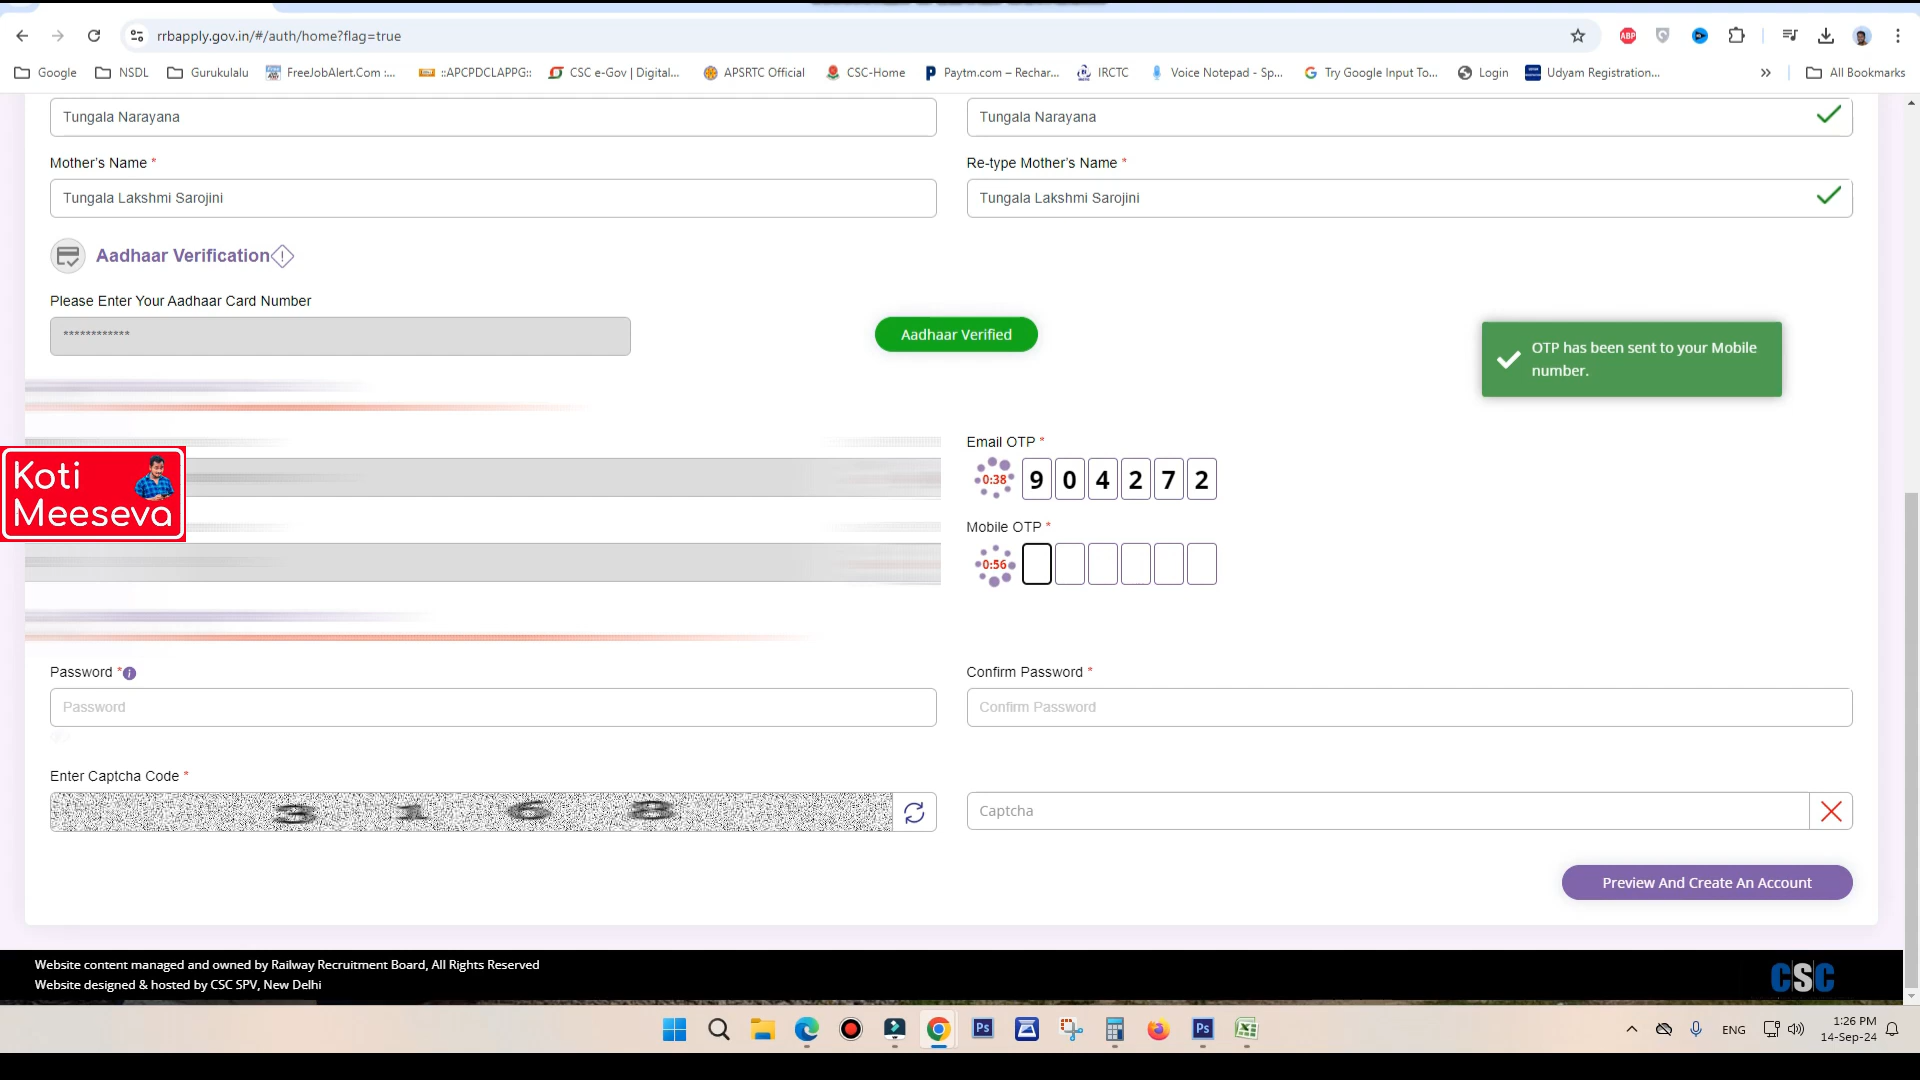 rrbapply.gov.in/#/auth/home?flag=true
ABP
Google
NSDL
Gurukulalu
FreeJobAlert.Com :...
::APCPDCLAPPG::
CSC e-Gov | Digital...
APSRTC Official
CSC-Home
Paytm.com – Rechar...
IRCTC
Voice Notepad - Sp...
Try Google Input To...
Login
Udyam Registration...
»
All Bookmarks
Tungala Narayana
Tungala Narayana
Mother's Name *
Re-type Mother's Name *
Tungala Lakshmi Sarojini
Tungala Lakshmi Sarojini
Aadhaar Verification
Please Enter Your Aadhaar Card Number
************
Aadhaar Verified
OTP has been sent to your Mobile
number.
Email OTP *
0:38
9 0 4 2 7 2
Koti
Meeseva
Mobile OTP *
0:56
Password *
Confirm Password *
Password
Confirm Password
Enter Captcha Code *
3 1 6 8
Captcha
Preview And Create An Account
Website content managed and owned by Railway Recruitment Board, All Rights Reserved
Website designed & hosted by CSC SPV, New Delhi
CSC
Ps
Ps
ENG
1:26 PM
14-Sep-24